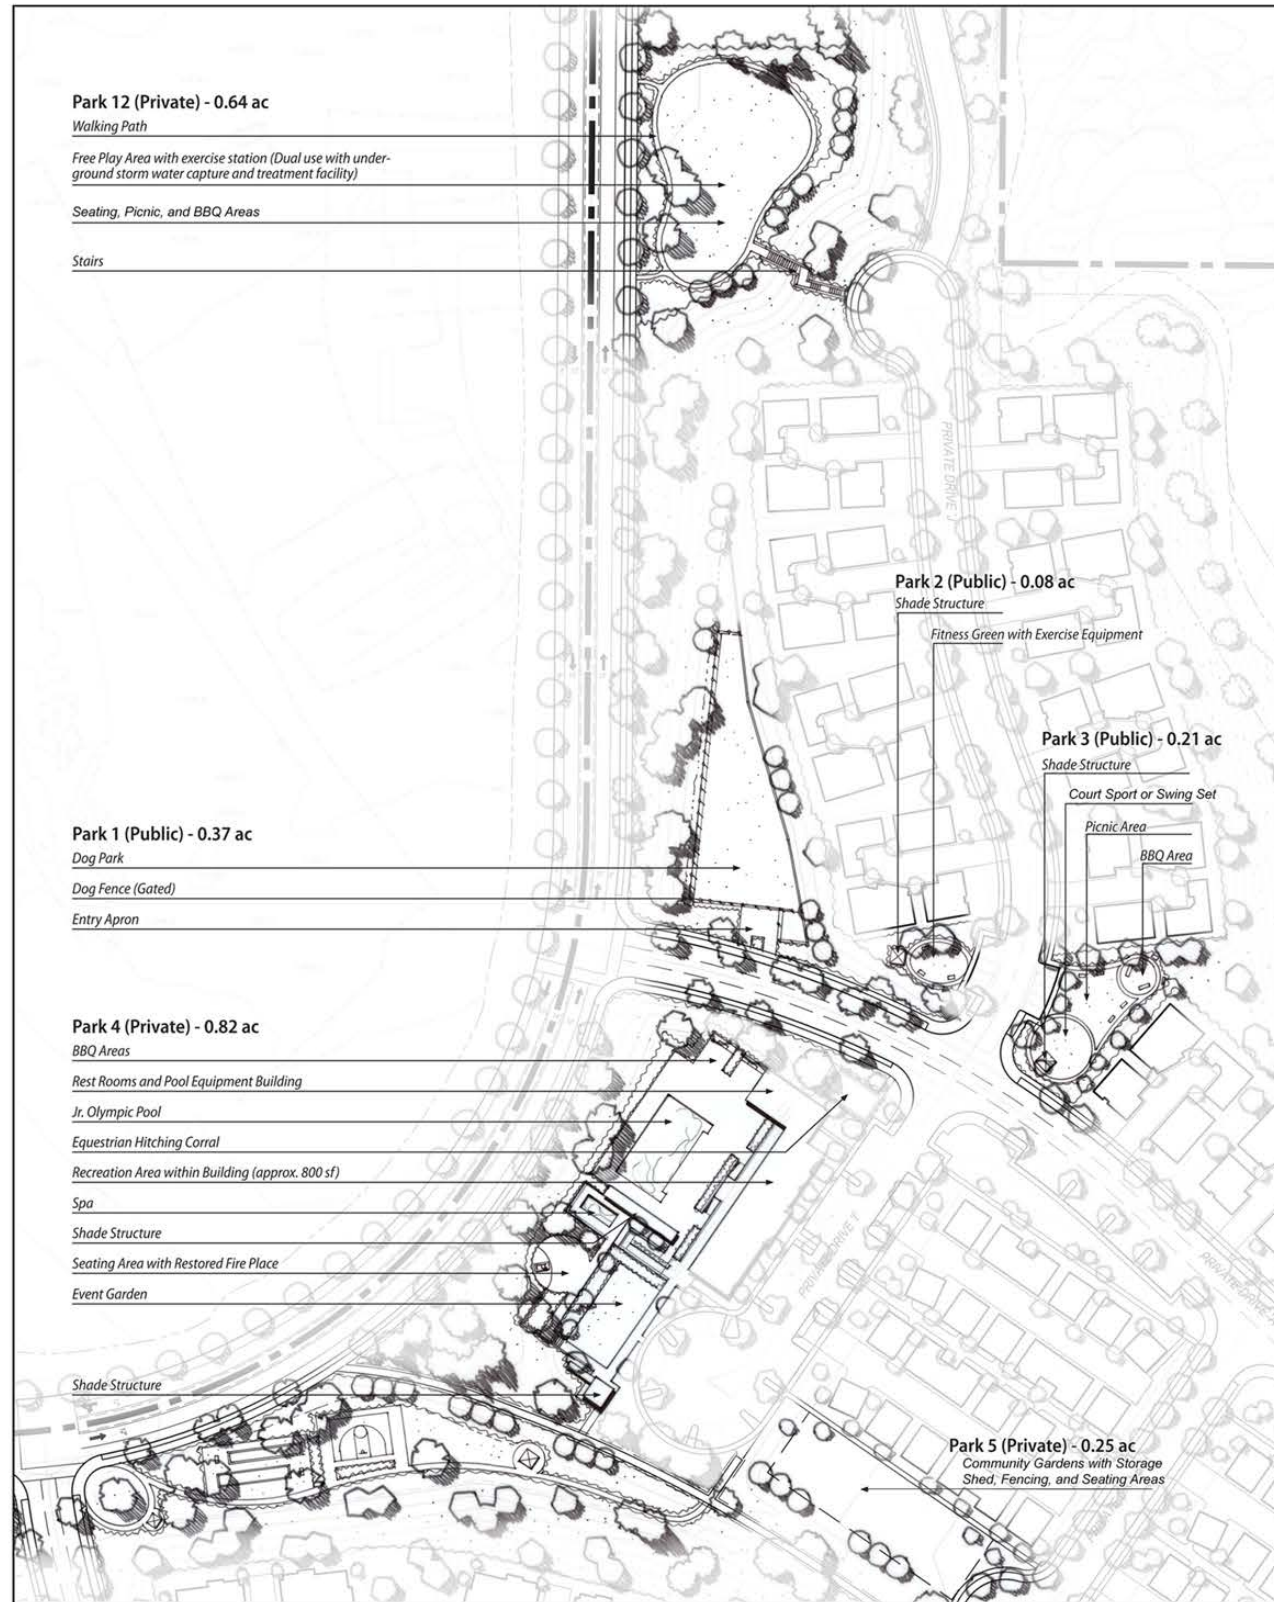 Park 12 (Private) - 0.64 ac
Walking Path
Free Play Area with exercise station (Dual use with under-
ground storm water capture and treatment facility)
Seating, Picnic, and BBQ Areas
Stairs
PRIVATE DRIVE J
Park 2 (Public) - 0.08 ac
Shade Structure
Fitness Green with Exercise Equipment
Park 3 (Public) - 0.21 ac
Shade Structure
Court Sport or Swing Set
Picnic Area
BBQ Area
Park 1 (Public) - 0.37 ac
Dog Park
Dog Fence (Gated)
Entry Apron
Park 4 (Private) - 0.82 ac
BBQ Areas
Rest Rooms and Pool Equipment Building
Jr. Olympic Pool
Equestrian Hitching Corral
Recreation Area within Building (approx. 800 sf)
Spa
Shade Structure
Seating Area with Restored Fire Place
Event Garden
Shade Structure
PRIVATE DRIVE
Park 5 (Private) - 0.25 ac
Community Gardens with Storage
Shed, Fencing, and Seating Areas